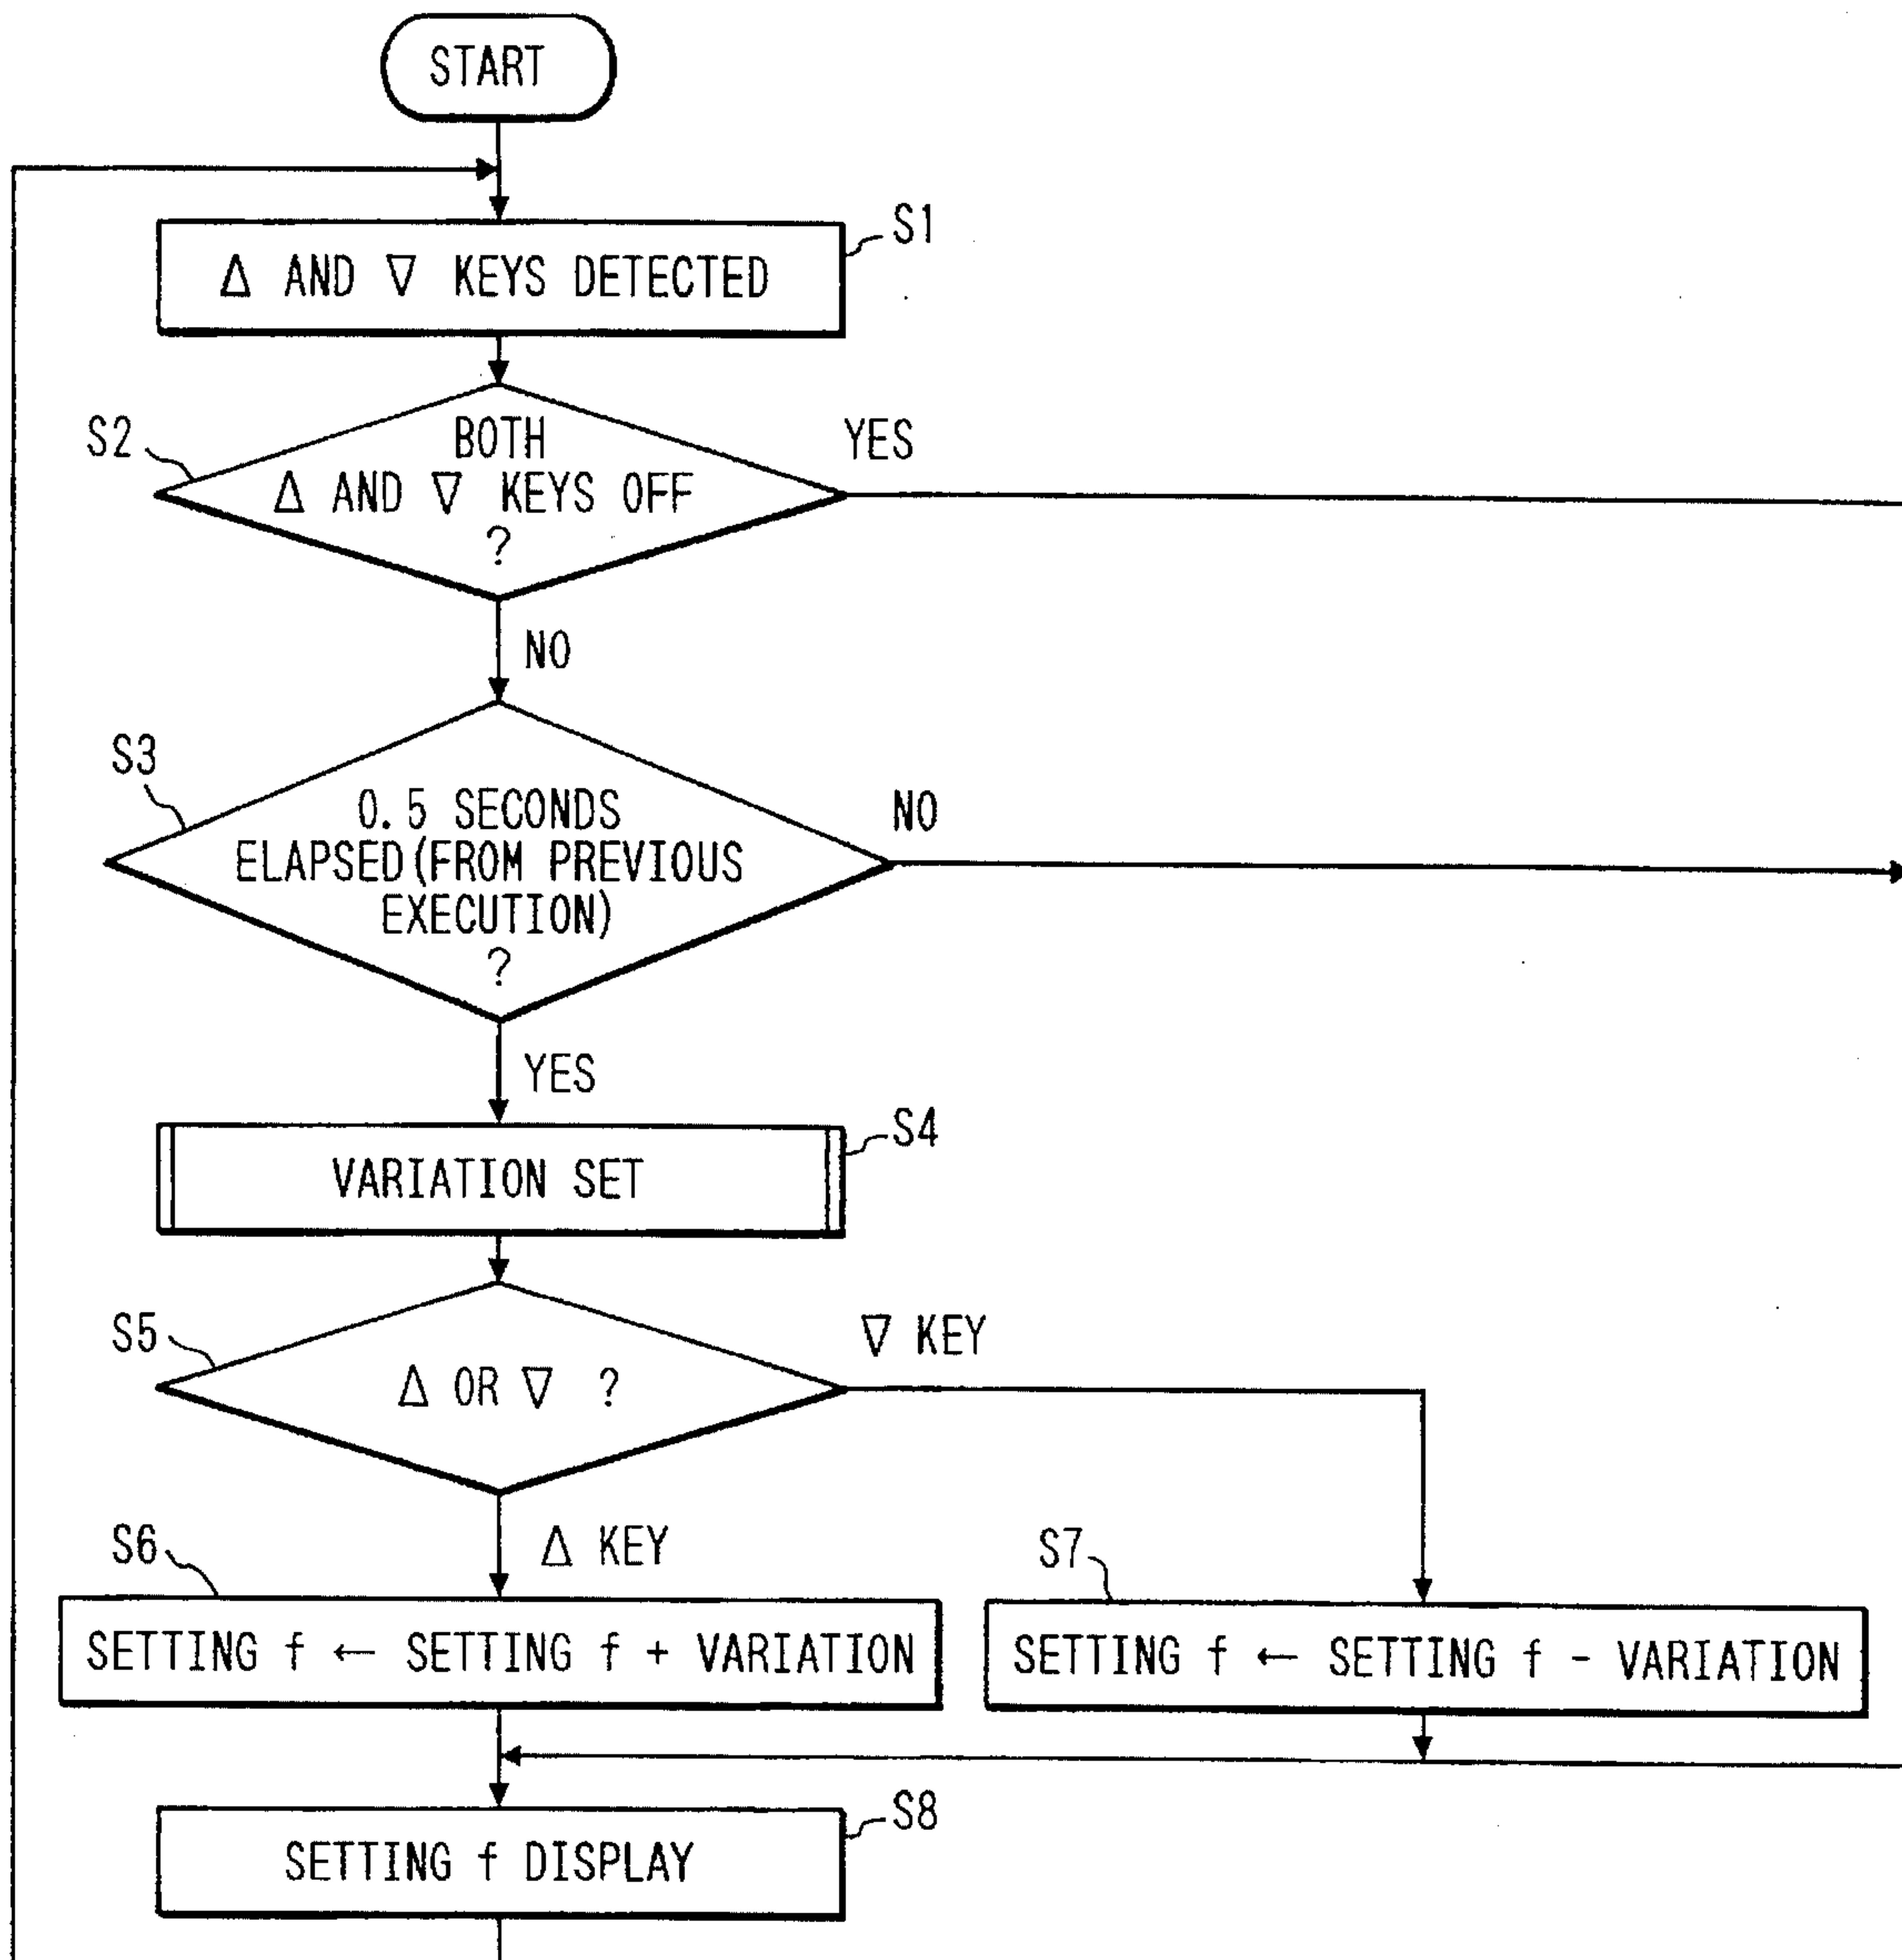 START
S1
Δ AND ∇ KEYS DETECTED
S2
BOTH
YES
Δ AND ∇ KEYS OFF
?
NO
S3
0.5 SECONDS
NO
ELAPSED(FROM PREVIOUS
EXECUTION)
?
YES
S4
VARIATION SET
S5
∇ KEY
Δ OR ∇ ?
Δ KEY
S6
S7
SETTING f ← SETTING f + VARIATION
SETTING f ← SETTING f - VARIATION
S8
SETTING f DISPLAY